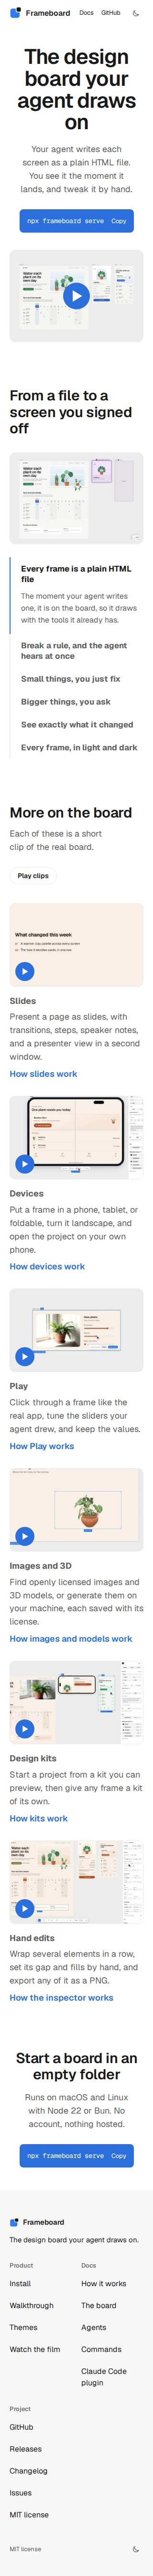 Frameboard
Docs
GitHub
The design
board your
agent draws
on
Your agent writes each
screen as a plain HTML file.
You see it the moment it
lands, and tweak it by hand.
npx frameboard serve Copy
From a file to a
screen you signed
off
Every frame is a plain HTML
file
The moment your agent writes
one, it is on the board, so it draws
with the tools it already has.
Break a rule, and the agent
hears at once
Small things, you just fix
Bigger things, you ask
See exactly what it changed
Every frame, in light and dark
More on the board
Each of these is a short
clip of the real board.
Play clips
What changed this week
Slides
Present a page as slides, with
transitions, steps, speaker notes,
and a presenter view in a second
window.
How slides work
One plant needs you today
Devices
Put a frame in a phone, tablet, or
foldable, turn it landscape, and
open the project on your own
phone.
How devices work
Play
Click through a frame like the
real app, tune the sliders your
agent drew, and keep the values.
How Play works
Images and 3D
Find openly licensed images and
3D models, or generate them on
your machine, each saved with its
license.
How images and models work
Design kits
Start a project from a kit you can
preview, then give any frame a kit
of its own.
How kits work
Hand edits
Wrap several elements in a row,
set its gap and fills by hand, and
export any of it as a PNG.
How the inspector works
Start a board in an
empty folder
Runs on macOS and Linux
with Node 22 or Bun. No
account, nothing hosted.
npx frameboard serve Copy
Frameboard
The design board your agent draws on.
Product
Install
Walkthrough
Themes
Watch the film
Docs
How it works
The board
Agents
Commands
Claude Code
plugin
Project
GitHub
Releases
Changelog
Issues
MIT license
MIT license